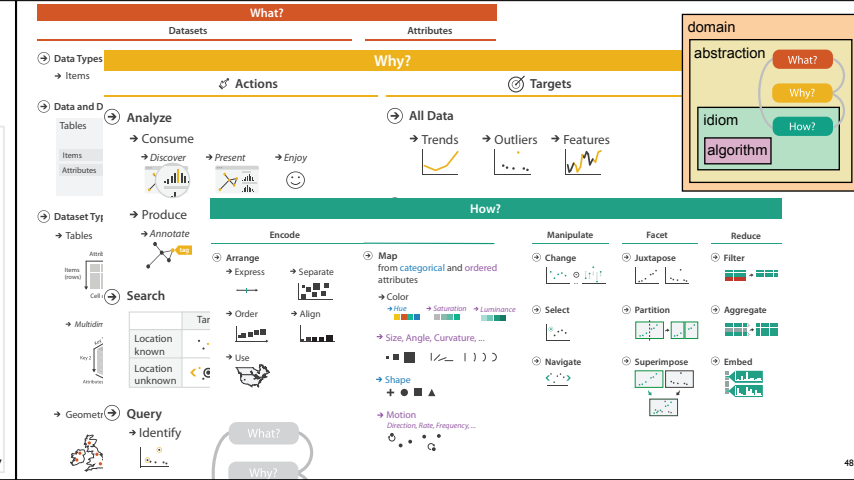 What?
Datasets
Attributes
Data Types
Items
Data and D
Tables
Items
Attributes
Dataset Typ
Tables
Items
(rows)
Multidim
Key 2
Geometr
Why?
Actions
Targets
Analyze
Consume
Discover
Present
Enjoy
Produce
Annotate
tag
Search
Tar
Location
known
Location
unknown
Query
Identify
All Data
Trends
Outliers
Features
How?
Encode
Manipulate
Facet
Reduce
Arrange
Express
Separate
Order
Align
Use
Map
from categorical and ordered
attributes
Color
Hue
Saturation
Luminance
Size, Angle, Curvature, ...
Shape
Motion
Direction, Rate, Frequency, ...
Change
Select
Navigate
Juxtapose
Partition
Superimpose
Filter
Aggregate
Embed
What?
Why?
domain
abstraction
What?
Why?
idiom
How?
algorithm
48